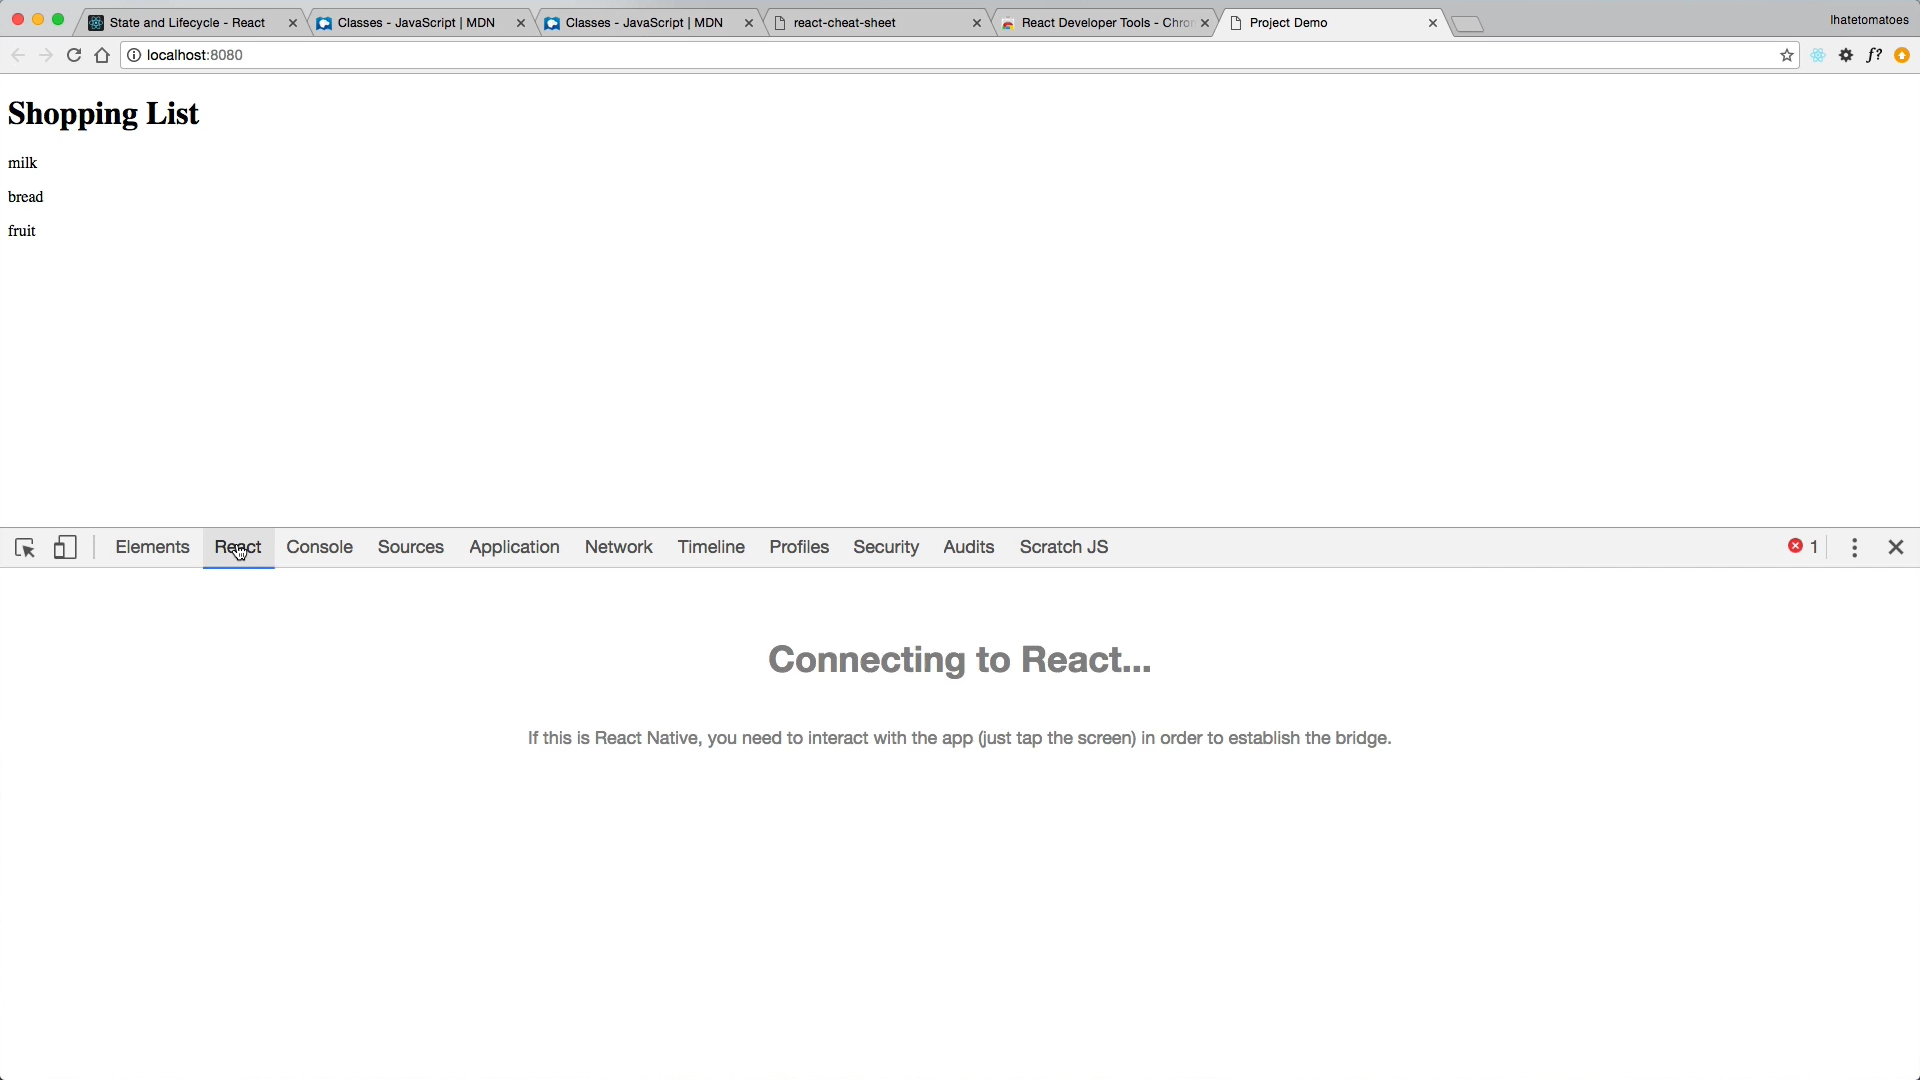 State and Lifecycle - React
Classes - JavaScript | MDN
Classes - JavaScript | MDN
react-cheat-sheet
React Developer Tools - Chro
Project Demo
Ihatetomatoes
localhost:8080
f?
Shopping List
milk
bread
fruit
Elements React Console Sources Application Network Timeline Profiles Security Audits Scratch JS 1
Connecting to React...
If this is React Native, you need to interact with the app (just tap the screen) in order to establish the bridge.